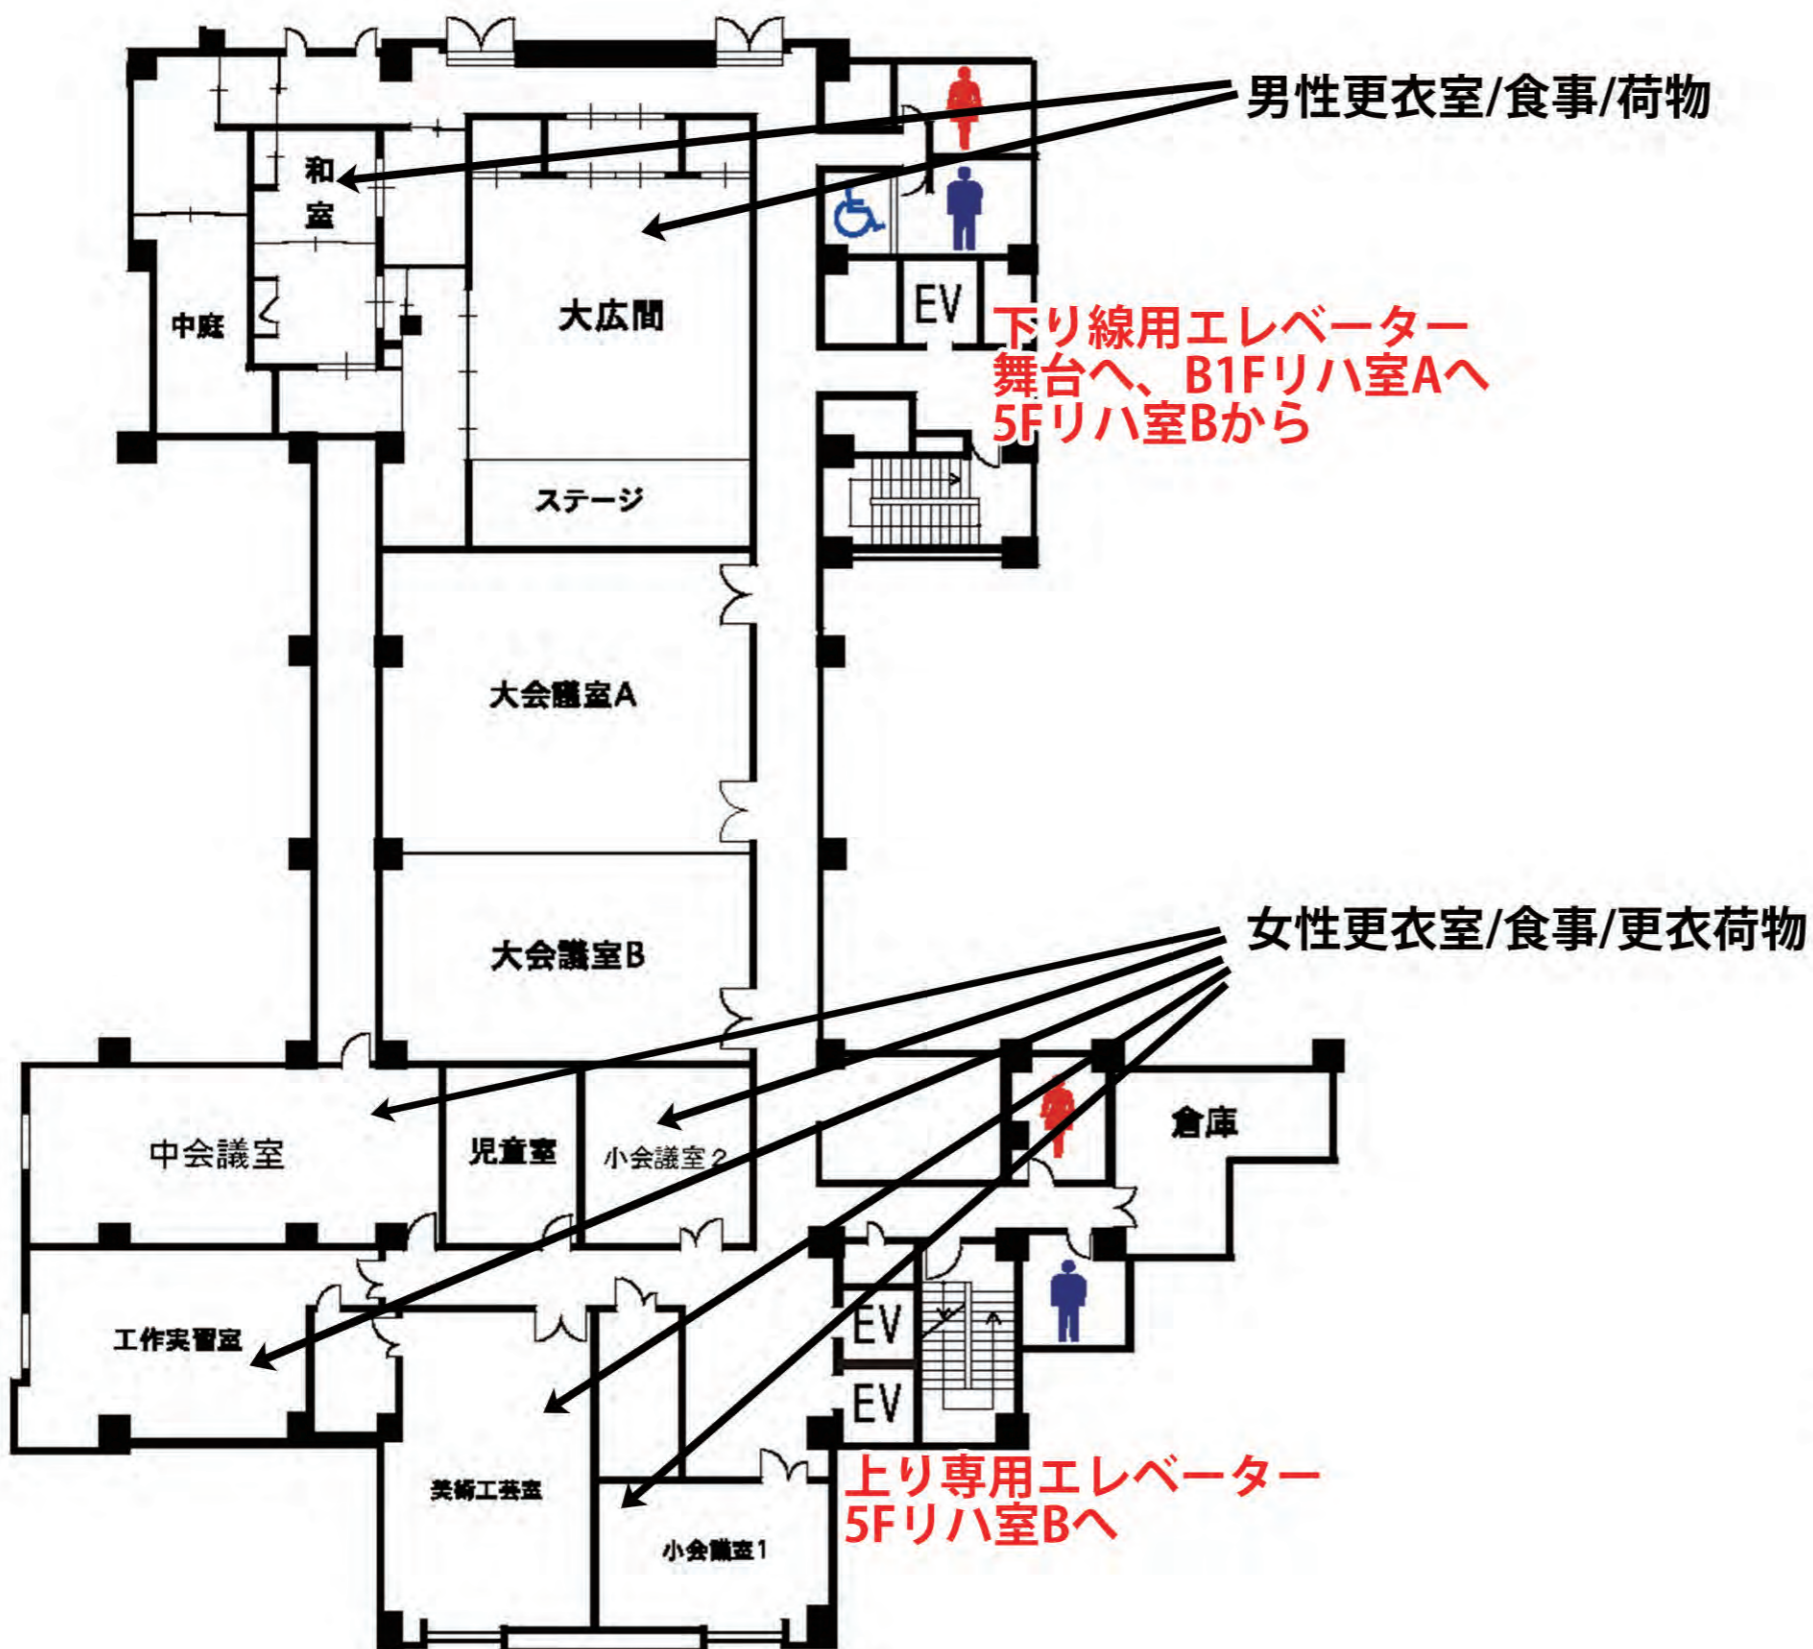 男性更衣室/食事/荷物
和室
大広間
中庭
EV
下り線用エレベーター
舞台へ、B1Fリハ室Aへ
5Fリハ室Bから
ステージ
大会議室A
女性更衣室/食事/更衣荷物
大会議室B
中会議室
児童室
小会議室2
倉庫
工作実習室
EV
EV
美術工芸室
上り専用エレベーター
5Fリハ室Bへ
小会議室1